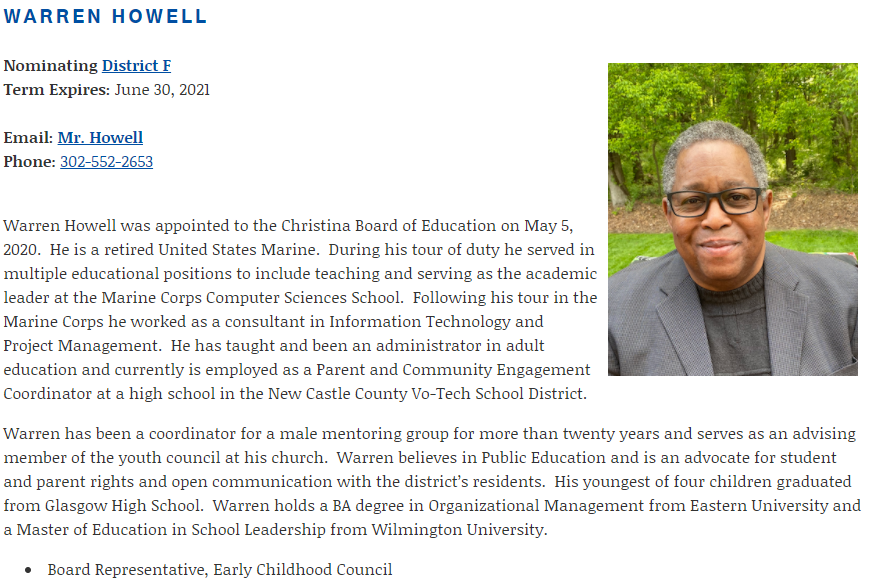 WARREN HOWELL
Nominating District F
Term Expires: June 30, 2021
Email: Mr. Howell
Phone: 302-552-2653
Warren Howell was appointed to the Christina Board of Education on May 5,
2020.  He is a retired United States Marine.  During his tour of duty he served in
multiple educational positions to include teaching and serving as the academic
leader at the Marine Corps Computer Sciences School.  Following his tour in the
Marine Corps he worked as a consultant in Information Technology and
Project Management.  He has taught and been an administrator in adult
education and currently is employed as a Parent and Community Engagement
Coordinator at a high school in the New Castle County Vo-Tech School District.
Warren has been a coordinator for a male mentoring group for more than twenty years and serves as an advising
member of the youth council at his church.  Warren believes in Public Education and is an advocate for student
and parent rights and open communication with the district’s residents.  His youngest of four children graduated
from Glasgow High School.  Warren holds a BA degree in Organizational Management from Eastern University and
a Master of Education in School Leadership from Wilmington University.
• Board Representative, Early Childhood Council